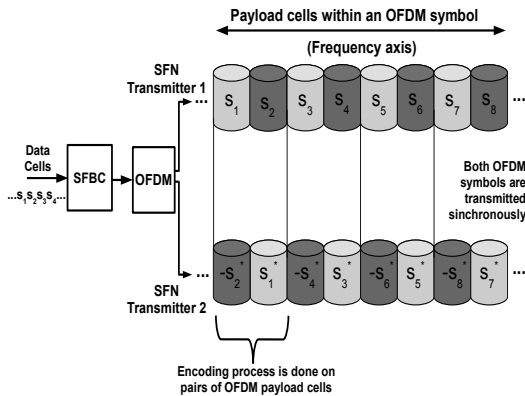 Payload cells within an OFDM symbol
(Frequency axis)
SFN
Transmitter 1
... S1 S2 S3 S4 S5 S6 S7 S8 ...
Data
Cells
...s1s2s3s4...
SFBC
OFDM
Both OFDM
symbols are
transmitted
sinchronously
... -S2* S1* -S4* S3* -S6* S5* -S8* S7* ...
SFN
Transmitter 2
Encoding process is done on
pairs of OFDM payload cells